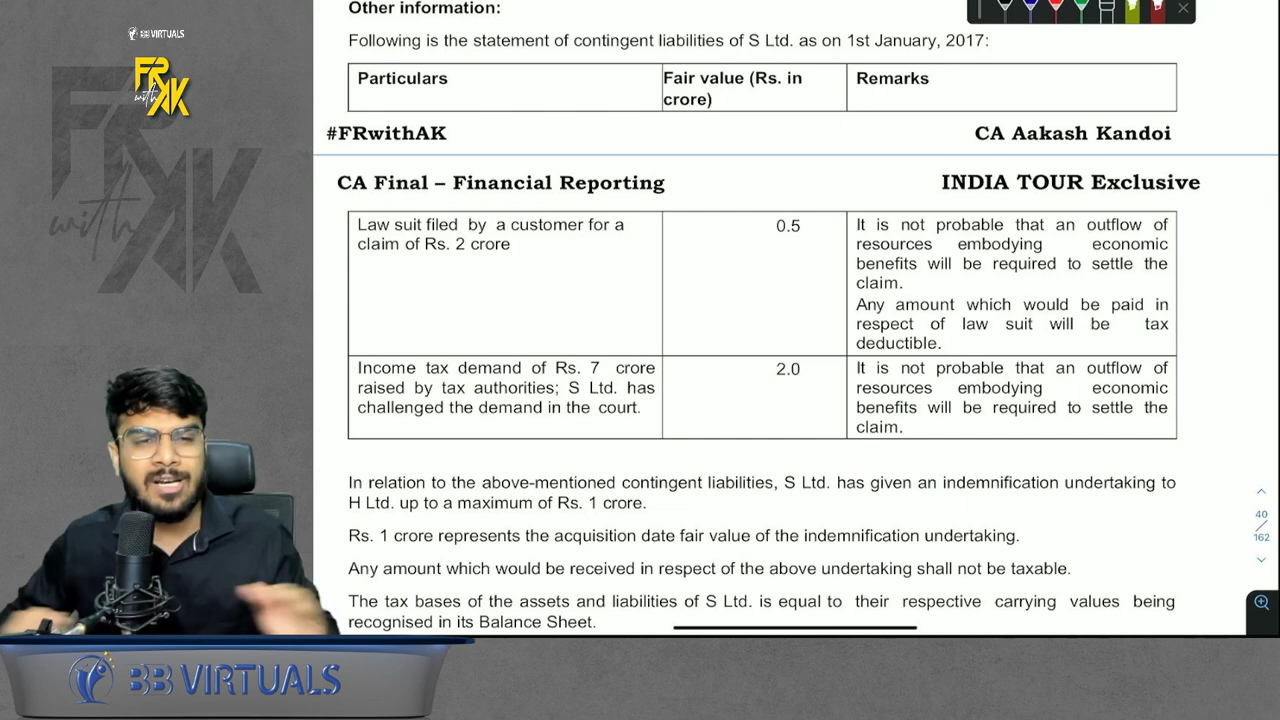 BB VIRTUALS
FR
with
AK
FR
with
AK
Other information:
Following is the statement of contingent liabilities of S Ltd. as on 1st January, 2017:
Particulars
Fair value (Rs. in
crore)
Remarks
#FRwithAK
CA Aakash Kandoi
CA Final – Financial Reporting
INDIA TOUR Exclusive
Law suit filed by a customer for a
claim of Rs. 2 crore
0.5
It is not probable that an outflow of
resources embodying economic
benefits will be required to settle the
claim.
Any amount which would be paid in
respect of law suit will be tax
deductible.
Income tax demand of Rs. 7 crore
raised by tax authorities; S Ltd. has
challenged the demand in the court.
2.0
It is not probable that an outflow of
resources embodying economic
benefits will be required to settle the
claim.
In relation to the above-mentioned contingent liabilities, S Ltd. has given an indemnification undertaking to
H Ltd. up to a maximum of Rs. 1 crore.
Rs. 1 crore represents the acquisition date fair value of the indemnification undertaking.
Any amount which would be received in respect of the above undertaking shall not be taxable.
The tax bases of the assets and liabilities of S Ltd. is equal to their respective carrying values being
recognised in its Balance Sheet.
40
162
BB VIRTUALS